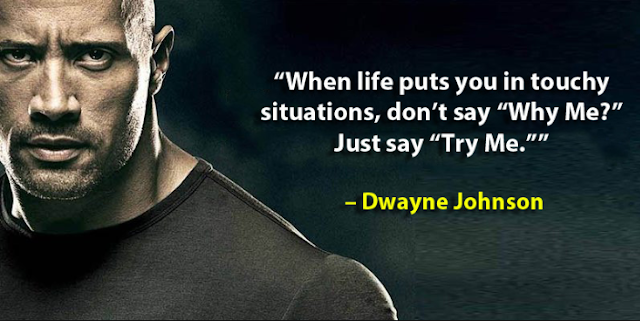 “When life puts you in touchy
situations, don’t say “Why Me?”
Just say “Try Me.””
– Dwayne Johnson